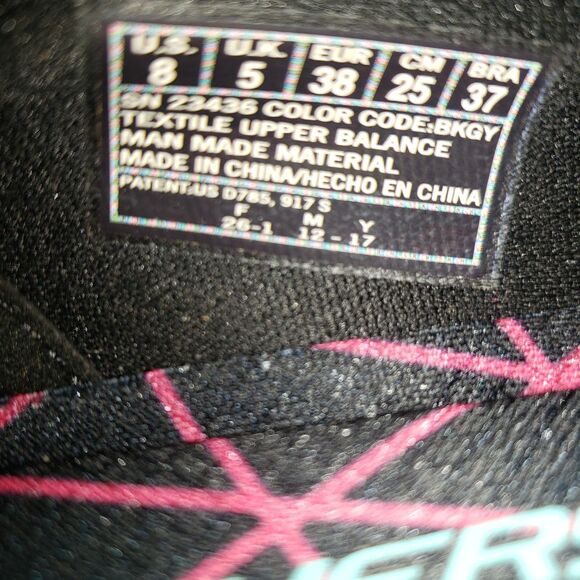 U.S. U.K. EUR CM BRA
8 5 38 25 37
SN 23436 COLOR CODE:BKGY
TEXTILE UPPER BALANCE
MAN MADE MATERIAL
MADE IN CHINA/HECHO EN CHINA
PATENT:US D785, 917 S
F M Y
26-1 12 - 17